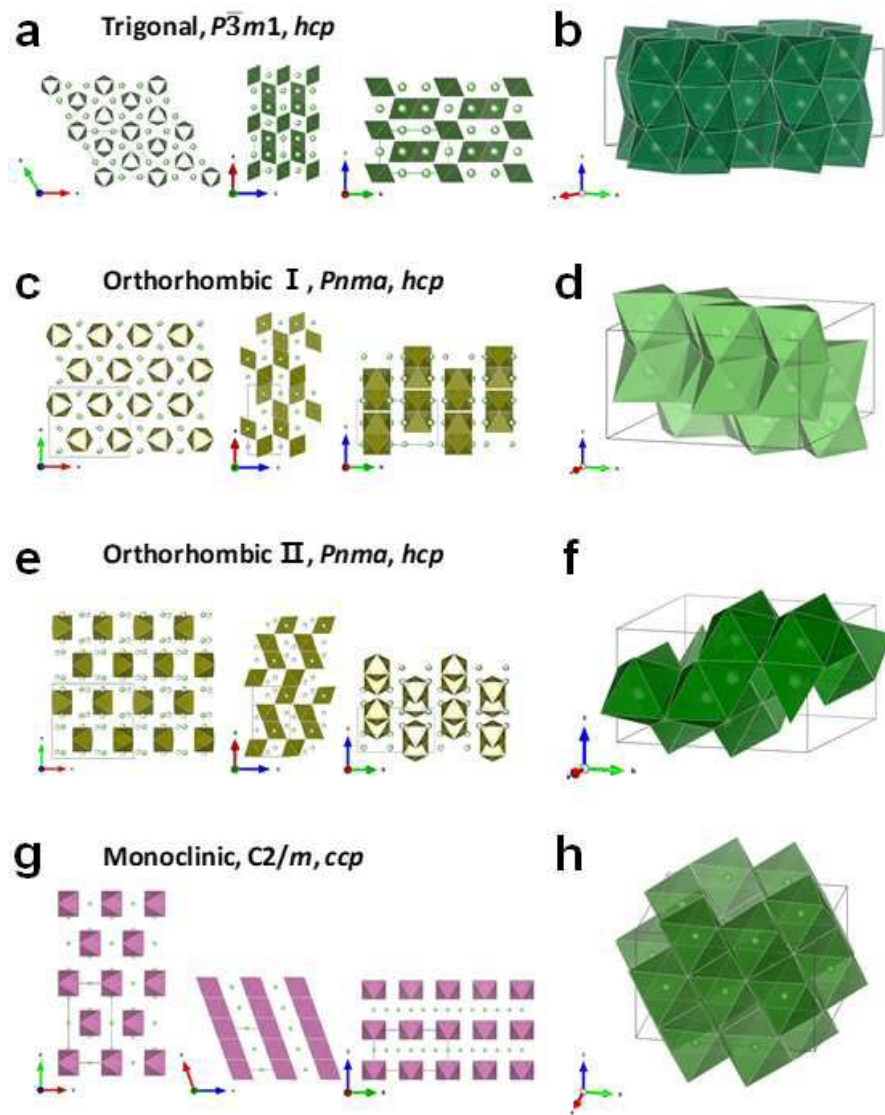 a Trigonal, P3̅m1, hcp
b
c Orthorhombic I , Pnma, hcp
d
e Orthorhombic II, Pnma, hcp
f
g Monoclinic, C2/m, ccp
h